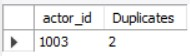 actor_id Duplicates
1003 2